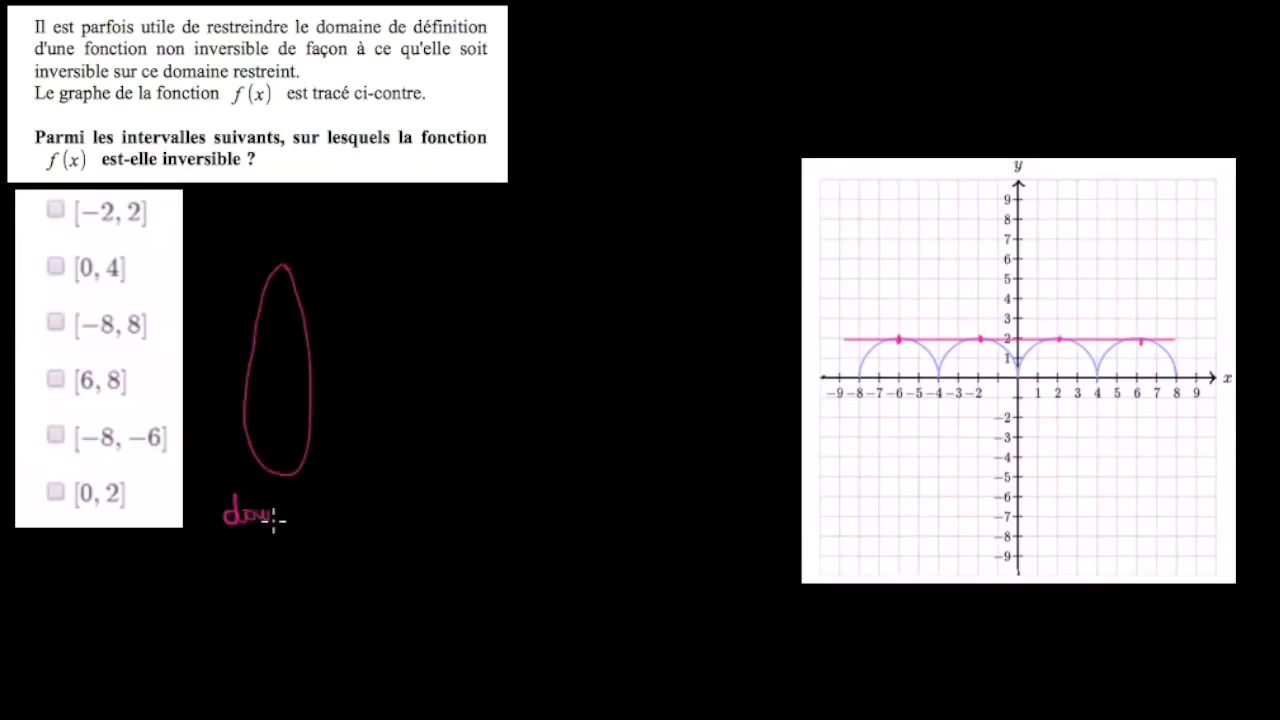 Il est parfois utile de restreindre le domaine de définition
d'une fonction non inversible de façon à ce qu'elle soit
inversible sur ce domaine restreint.
Le graphe de la fonction f(x) est tracé ci-contre.
Parmi les intervalles suivants, sur lesquels la fonction
f(x) est-elle inversible ?
[−2, 2]
[0, 4]
[−8, 8]
[6, 8]
[−8, −6]
[0, 2]
dom
y
9
8
7
6
5
4
3
2
1
−9 −8 −7 −6 −5 −4 −3 −2 1 2 3 4 5 6 7 8 9 x
−2
−3
−4
−5
−6
−7
−8
−9